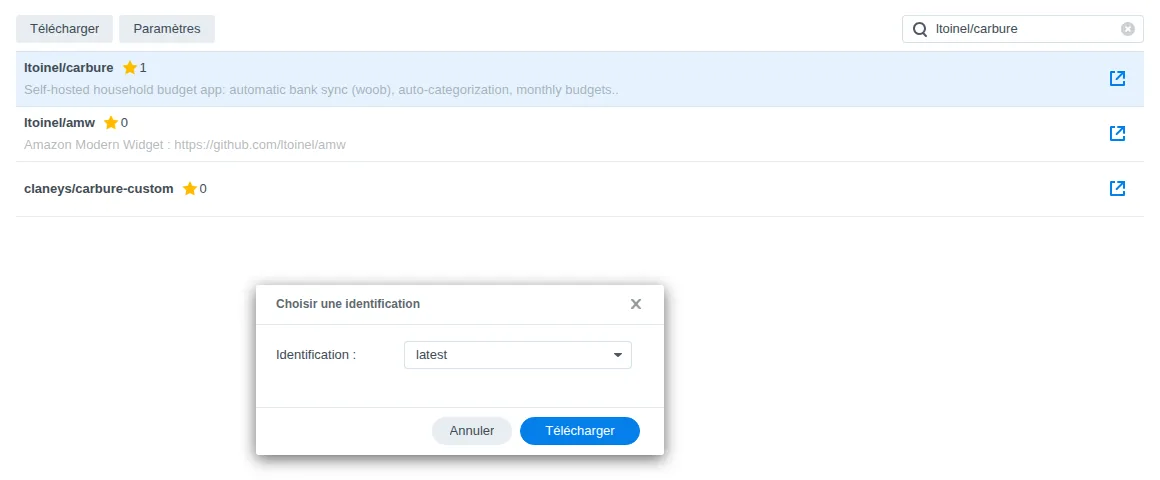 Télécharger Paramètres ltoinel/carbure
ltoinel/carbure 1
Self-hosted household budget app: automatic bank sync (woob), auto-categorization, monthly budgets..
ltoinel/amw 0
Amazon Modern Widget : https://github.com/ltoinel/amw
claneys/carbure-custom 0
Choisir une identification
Identification : latest
Annuler Télécharger